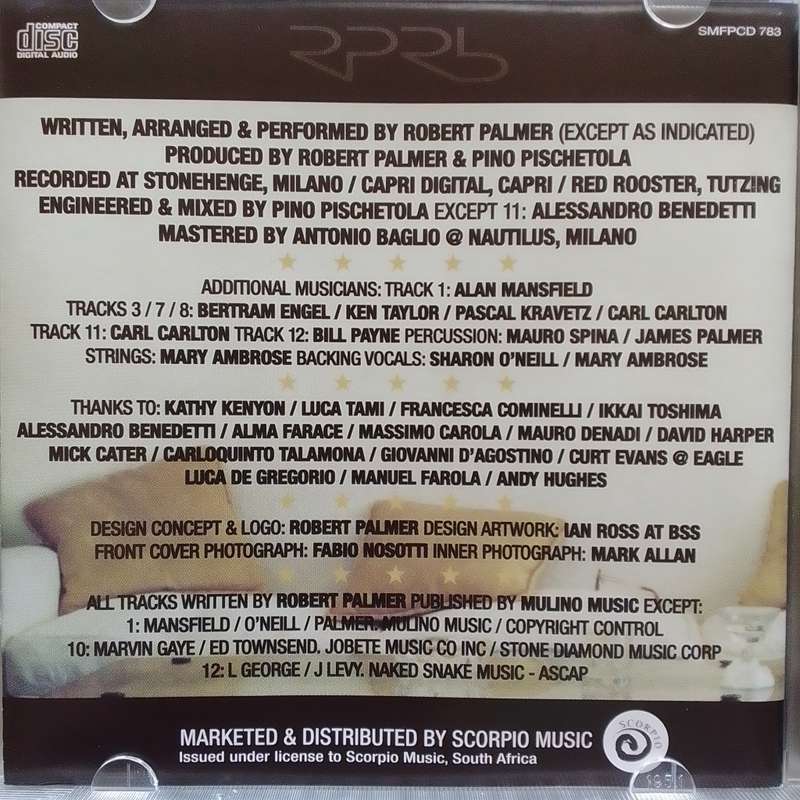 COMPACT
disc
DIGITAL AUDIO
RPRb
SMFPCD 783
WRITTEN, ARRANGED & PERFORMED BY ROBERT PALMER (EXCEPT AS INDICATED)
PRODUCED BY ROBERT PALMER & PINO PISCHETOLA
RECORDED AT STONEHENGE, MILANO / CAPRI DIGITAL, CAPRI / RED ROOSTER, TUTZING
ENGINEERED & MIXED BY PINO PISCHETOLA EXCEPT 11: ALESSANDRO BENEDETTI
MASTERED BY ANTONIO BAGLIO @ NAUTILUS, MILANO
ADDITIONAL MUSICIANS: TRACK 1: ALAN MANSFIELD
TRACKS 3 / 7 / 8: BERTRAM ENGEL / KEN TAYLOR / PASCAL KRAVETZ / CARL CARLTON
TRACK 11: CARL CARLTON TRACK 12: BILL PAYNE PERCUSSION: MAURO SPINA / JAMES PALMER
STRINGS: MARY AMBROSE BACKING VOCALS: SHARON O'NEILL / MARY AMBROSE
THANKS TO: KATHY KENYON / LUCA TAMI / FRANCESCA COMINELLI / IKKAI TOSHIMA
ALESSANDRO BENEDETTI / ALMA FARACE / MASSIMO CAROLA / MAURO DENADI / DAVID HARPER
MICK CATER / CARLOQUINTO TALAMONA / GIOVANNI D'AGOSTINO / CURT EVANS @ EAGLE
LUCA DE GREGORIO / MANUEL FAROLA / ANDY HUGHES
DESIGN CONCEPT & LOGO: ROBERT PALMER DESIGN ARTWORK: IAN ROSS AT BSS
FRONT COVER PHOTOGRAPH: FABIO NOSOTTI INNER PHOTOGRAPH: MARK ALLAN
ALL TRACKS WRITTEN BY ROBERT PALMER PUBLISHED BY MULINO MUSIC EXCEPT:
1: MANSFIELD / O'NEILL / PALMER. MULINO MUSIC / COPYRIGHT CONTROL
10: MARVIN GAYE / ED TOWNSEND. JOBETE MUSIC CO INC / STONE DIAMOND MUSIC CORP
12: L GEORGE / J LEVY. NAKED SNAKE MUSIC - ASCAP
MARKETED & DISTRIBUTED BY SCORPIO MUSIC
Issued under license to Scorpio Music, South Africa
SCORPIO
1951